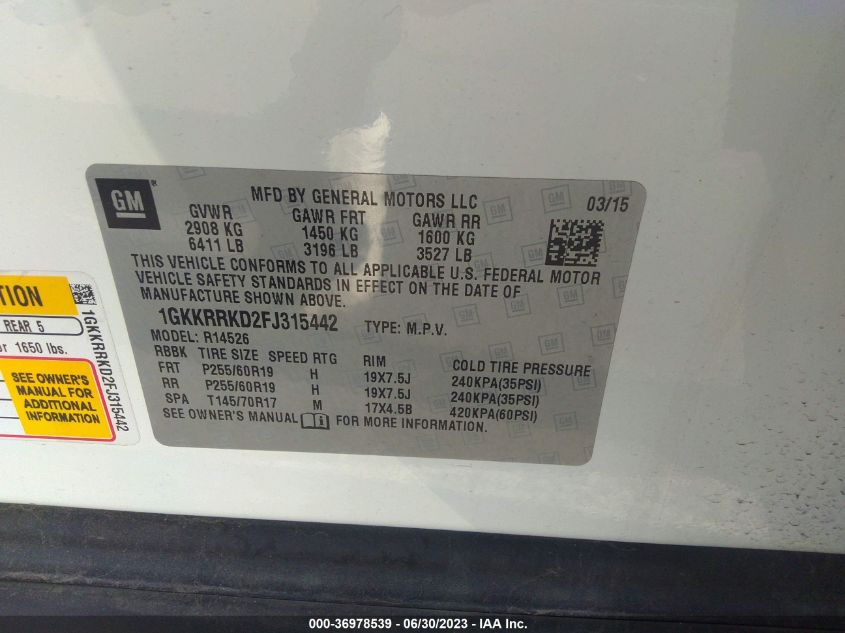 GM
MFD BY GENERAL MOTORS LLC
03/15
GVWR GAWR FRT GAWR RR
2908 KG 1450 KG 1600 KG
6411 LB 3196 LB 3527 LB
THIS VEHICLE CONFORMS TO ALL APPLICABLE U.S. FEDERAL MOTOR
VEHICLE SAFETY STANDARDS IN EFFECT ON THE DATE OF
MANUFACTURE SHOWN ABOVE.
1GKKRRKD2FJ315442 TYPE: M.P.V.
MODEL: R14526
RBBK TIRE SIZE SPEED RTG RIM COLD TIRE PRESSURE
FRT P255/60R19 H 19X7.5J 240KPA(35PSI)
RR P255/60R19 H 19X7.5J 240KPA(35PSI)
SPA T145/70R17 M 17X4.5B 420KPA(60PSI)
SEE OWNER'S MANUAL FOR MORE INFORMATION.
REAR 5
1650 lbs.
SEE OWNER'S
MANUAL FOR
ADDITIONAL
INFORMATION
1GKKRRKD2FJ315442
000-36978539 - 06/30/2023 - IAA Inc.